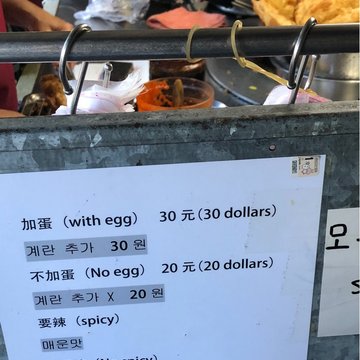 加蛋 (with egg) 30 元 (30 dollars)
계란 추가 30 원
不加蛋 (No egg) 20 元 (20 dollars)
계란 추가 X 20 원
要辣 (spicy)
매운맛
모